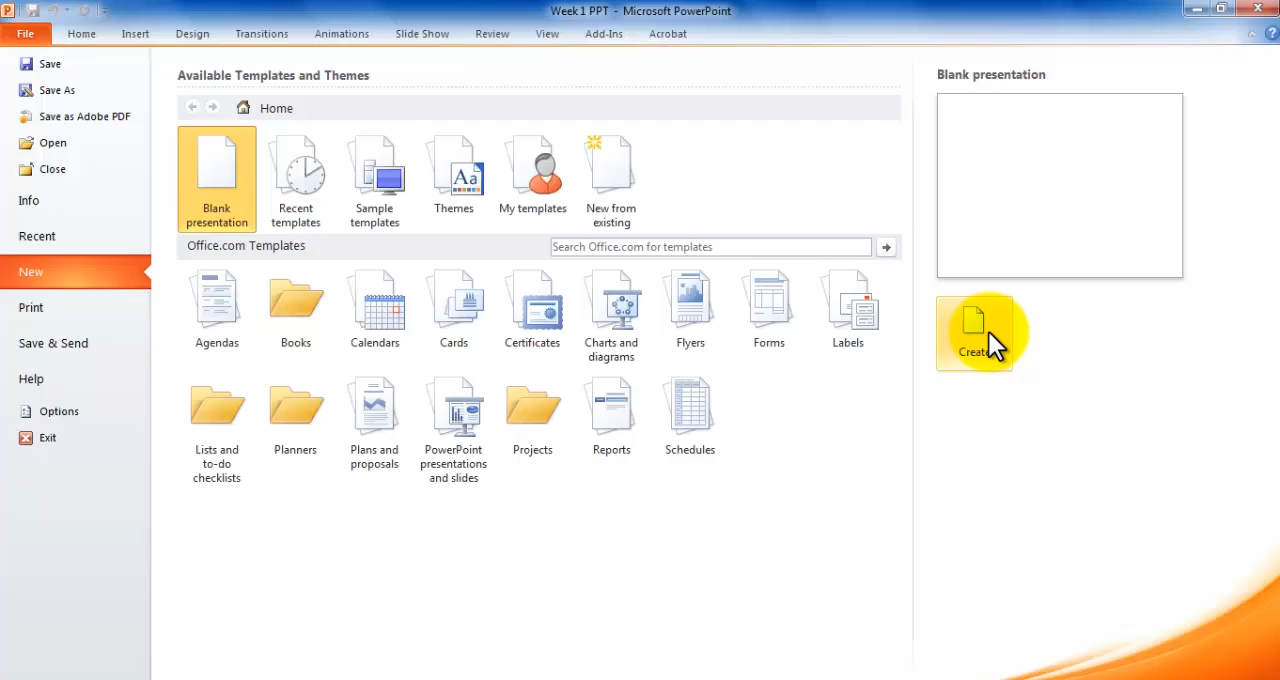 Week 1 PPT - Microsoft PowerPoint
File Home Insert Design Transitions Animations Slide Show Review View Add-Ins Acrobat
Save
Save As
Save as Adobe PDF
Open
Close
Info
Recent
New
Print
Save & Send
Help
Options
Exit
Available Templates and Themes
Home
Blank presentation
Recent templates
Sample templates
Aa
Themes
My templates
New from existing
Office.com Templates
Search Office.com for templates
Agendas
Books
Calendars
Cards
Certificates
Charts and diagrams
Flyers
Forms
Labels
Lists and to-do checklists
Planners
Plans and proposals
PowerPoint presentations and slides
Projects
Reports
Schedules
Blank presentation
Create